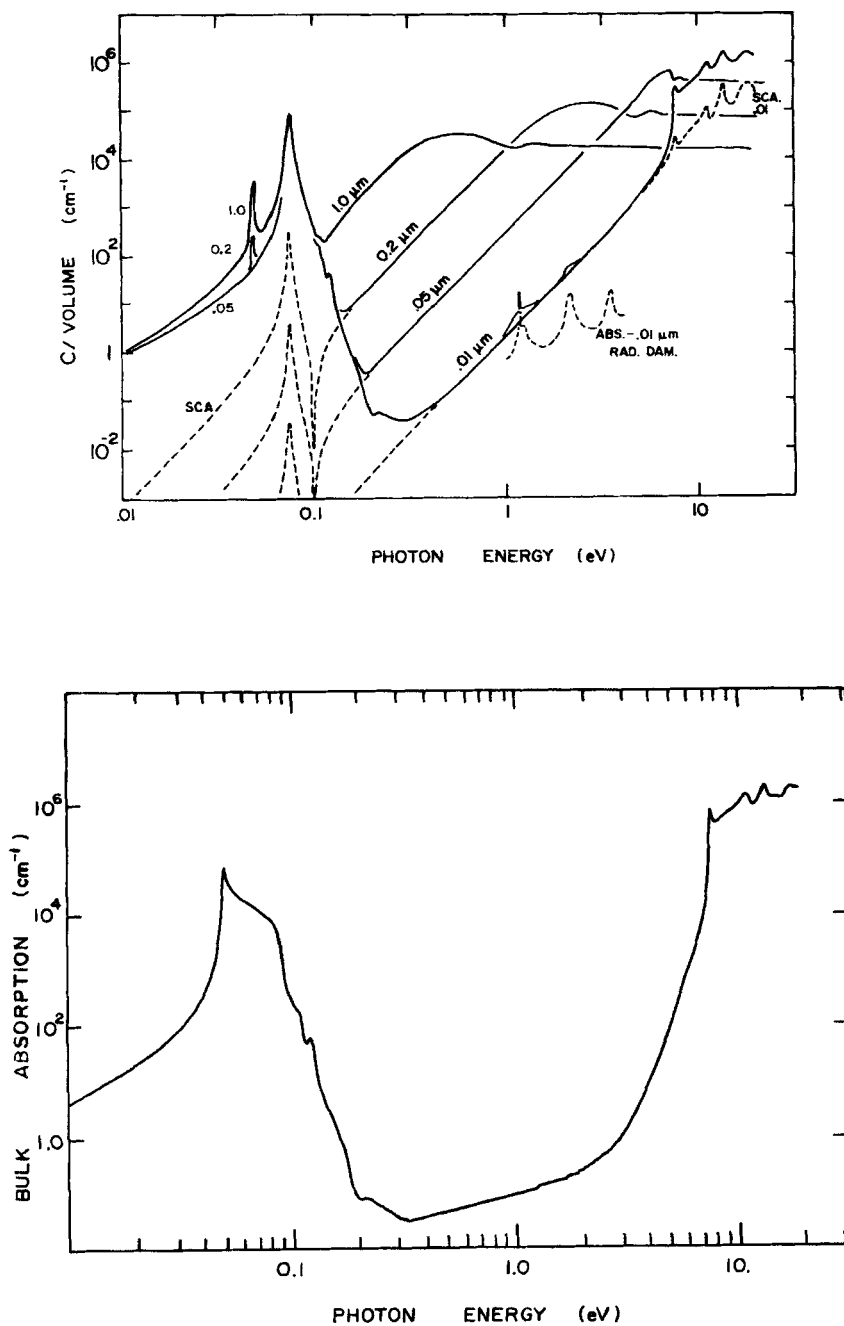 C/VOLUME (cm⁻¹)
10⁶
10⁴
10²
1
10⁻²
1.0
0.2
.05
SCA
1.0 μm
0.2 μm
.05 μm
.01 μm
SCA.
.01
ABS.-.01 μm
RAD. DAM.
.01
0.1
1
10
PHOTON ENERGY (eV)
BULK ABSORPTION (cm⁻¹)
10⁶
10⁴
10²
1.0
0.1
1.0
10.
PHOTON ENERGY (eV)